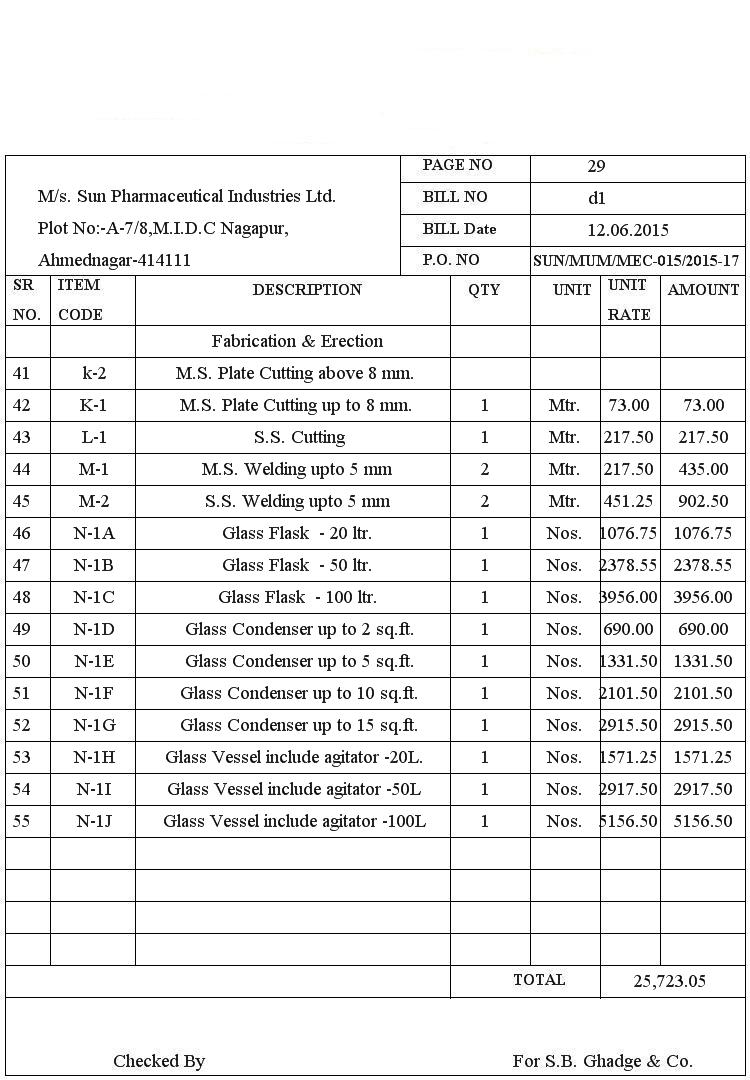 PAGE NO 29
M/s. Sun Pharmaceutical Industries Ltd. BILL NO d1
Plot No:-A-7/8,M.I.D.C Nagapur, BILL Date 12.06.2015
Ahmednagar-414111 P.O. NO SUN/MUM/MEC-015/2015-17
SR NO. ITEM CODE DESCRIPTION QTY UNIT UNIT RATE AMOUNT
Fabrication & Erection
41 k-2 M.S. Plate Cutting above 8 mm.
42 K-1 M.S. Plate Cutting up to 8 mm. 1 Mtr. 73.00 73.00
43 L-1 S.S. Cutting 1 Mtr. 217.50 217.50
44 M-1 M.S. Welding upto 5 mm 2 Mtr. 217.50 435.00
45 M-2 S.S. Welding upto 5 mm 2 Mtr. 451.25 902.50
46 N-1A Glass Flask - 20 ltr. 1 Nos. 1076.75 1076.75
47 N-1B Glass Flask - 50 ltr. 1 Nos. 2378.55 2378.55
48 N-1C Glass Flask - 100 ltr. 1 Nos. 3956.00 3956.00
49 N-1D Glass Condenser up to 2 sq.ft. 1 Nos. 690.00 690.00
50 N-1E Glass Condenser up to 5 sq.ft. 1 Nos. 1331.50 1331.50
51 N-1F Glass Condenser up to 10 sq.ft. 1 Nos. 2101.50 2101.50
52 N-1G Glass Condenser up to 15 sq.ft. 1 Nos. 2915.50 2915.50
53 N-1H Glass Vessel include agitator -20L. 1 Nos. 1571.25 1571.25
54 N-1I Glass Vessel include agitator -50L 1 Nos. 2917.50 2917.50
55 N-1J Glass Vessel include agitator -100L 1 Nos. 5156.50 5156.50
TOTAL 25,723.05
Checked By For S.B. Ghadge & Co.